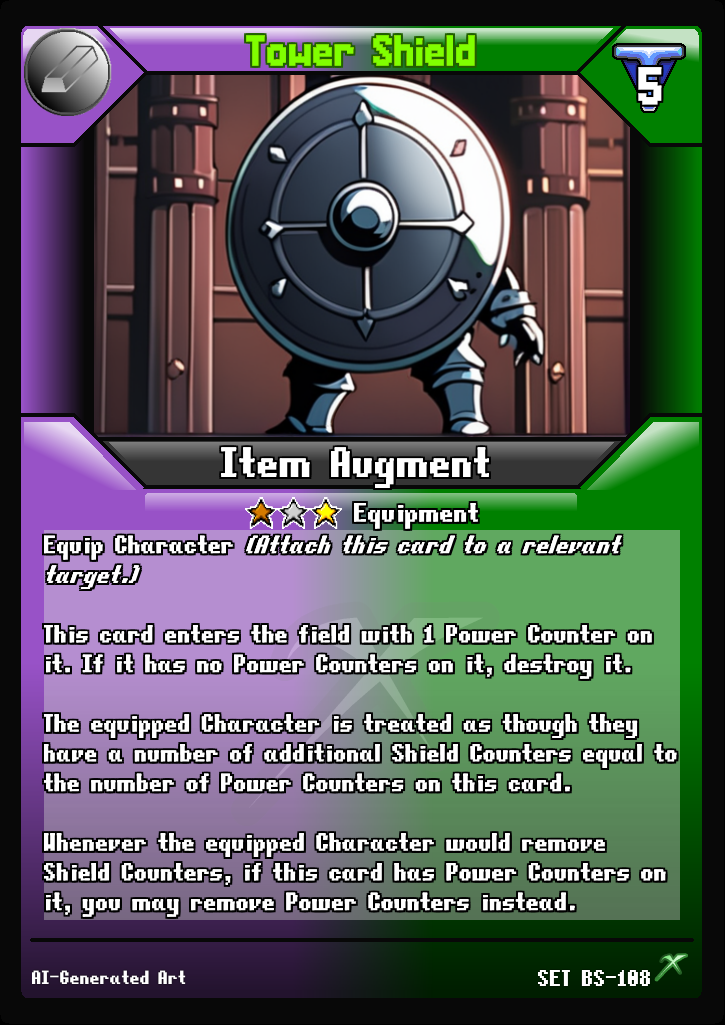 Tower Shield
5
Item Augment
Equipment
Equip Character (Attach this card to a relevant
target.)
This card enters the field with 1 Power Counter on
it. If it has no Power Counters on it, destroy it.
The equipped Character is treated as though they
have a number of additional Shield Counters equal to
the number of Power Counters on this card.
Whenever the equipped Character would remove
Shield Counters, if this card has Power Counters on
it, you may remove Power Counters instead.
AI-Generated Art
SET BS-108